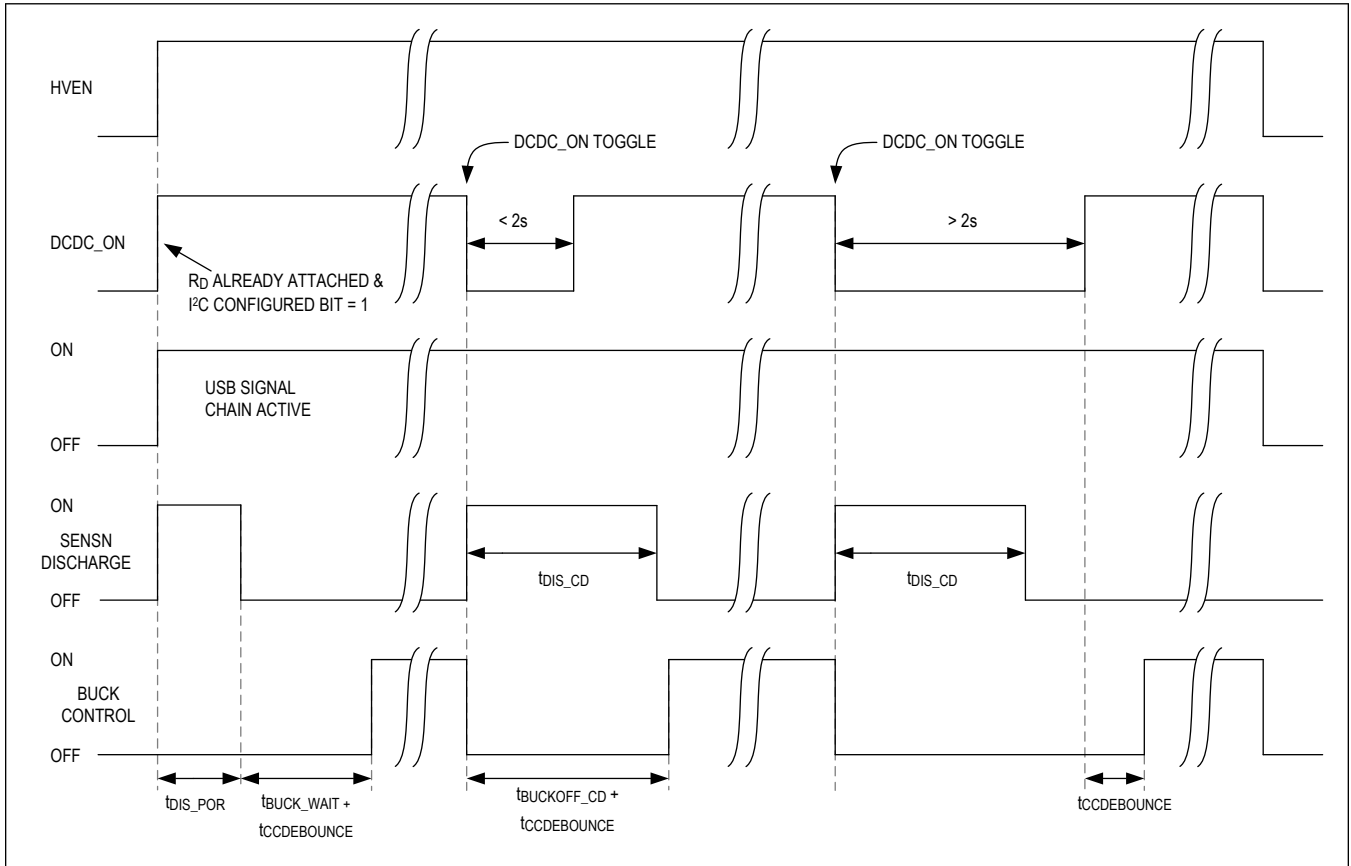 HVEN
DCDC_ON TOGGLE
DCDC_ON TOGGLE
< 2s
> 2s
DCDC_ON
RD ALREADY ATTACHED &
I²C CONFIGURED BIT = 1
ON
USB SIGNAL
CHAIN ACTIVE
OFF
ON
SENSN
DISCHARGE
tDIS_CD
tDIS_CD
OFF
ON
BUCK
CONTROL
OFF
tDIS_POR
tBUCK_WAIT +
tCCDEBOUNCE
tBUCKOFF_CD +
tCCDEBOUNCE
tCCDEBOUNCE